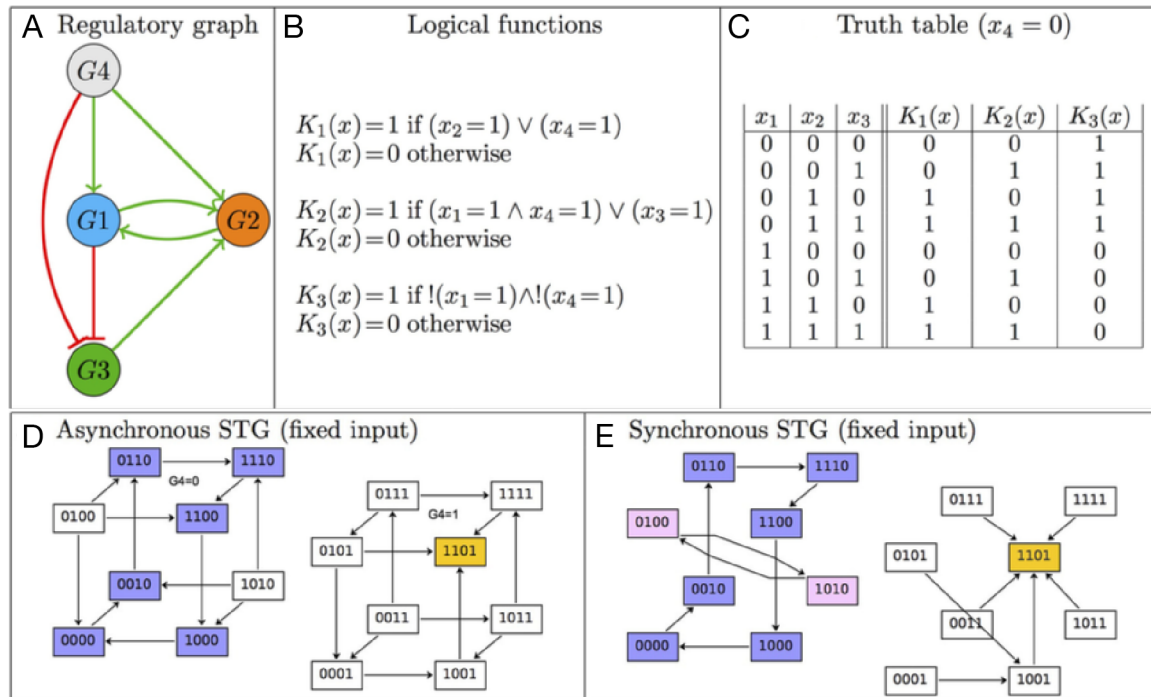 A Regulatory graph
G4
G1
G2
G3
B Logical functions
K₁(x)=1 if (x₂=1) ∨ (x₄=1)
K₁(x)=0 otherwise
K₂(x)=1 if (x₁=1 ∧ x₄=1) ∨ (x₃=1)
K₂(x)=0 otherwise
K₃(x)=1 if !(x₁=1)∧!(x₄=1)
K₃(x)=0 otherwise
C Truth table (x₄ = 0)
x₁ x₂ x₃ K₁(x) K₂(x) K₃(x)
0 0 0 0 0 1
0 0 1 0 1 1
0 1 0 1 0 1
0 1 1 1 1 1
1 0 0 0 0 0
1 0 1 0 1 0
1 1 0 1 0 0
1 1 1 1 1 0
D Asynchronous STG (fixed input)
0110 1110
G4=0
0100 1100
0010 1010
0000 1000
0111 1111
G4=1
0101 1101
0011 1011
0001 1001
E Synchronous STG (fixed input)
0110 1110
0100 1100
0010 1010
0000 1000
0111 1111
0101 1101
0011 1011
0001 1001